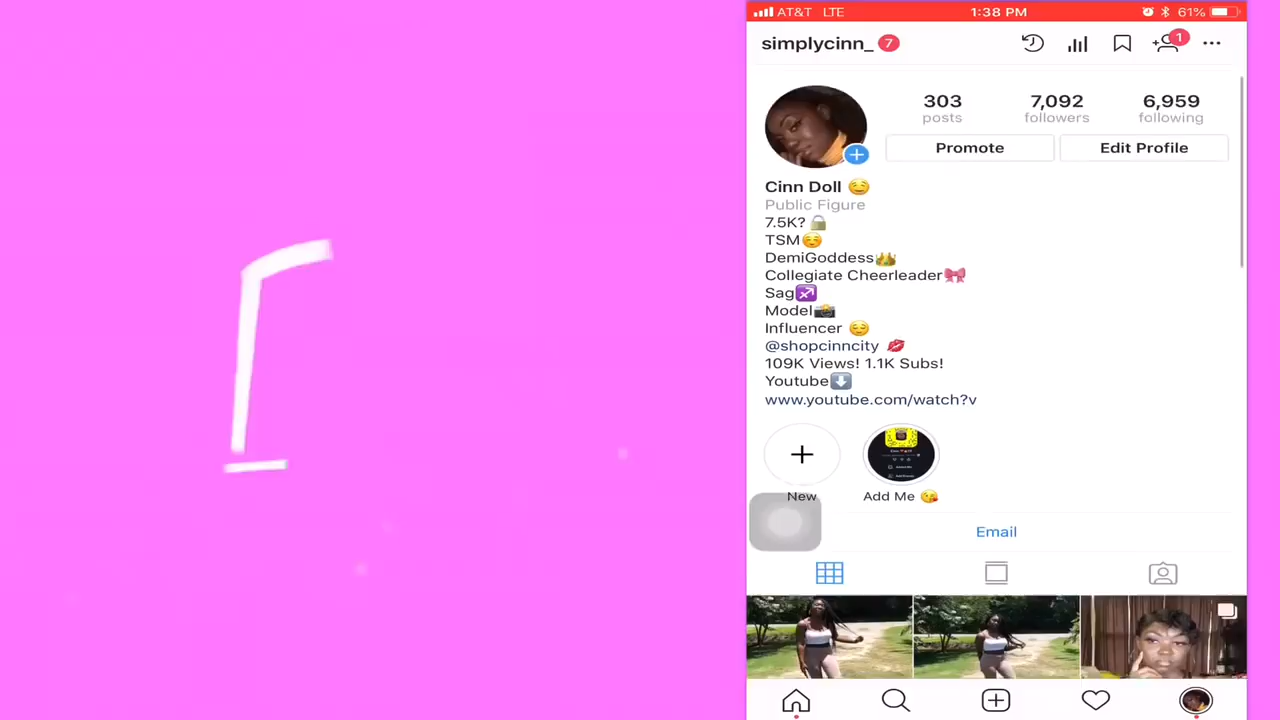 AT&T LTE 1:38 PM 61%
simplycinn_ 7 1
303 7,092 6,959
posts followers following
Promote Edit Profile
Cinn Doll 😌
Public Figure
7.5K? 🔒
TSM☺️
DemiGoddess👑
Collegiate Cheerleader🎀
Sag♐
Model📸
Influencer 😌
@shopcinncity 💋
109K Views! 1.1K Subs!
Youtube⬇️
www.youtube.com/watch?v
New Add Me 😘
Email